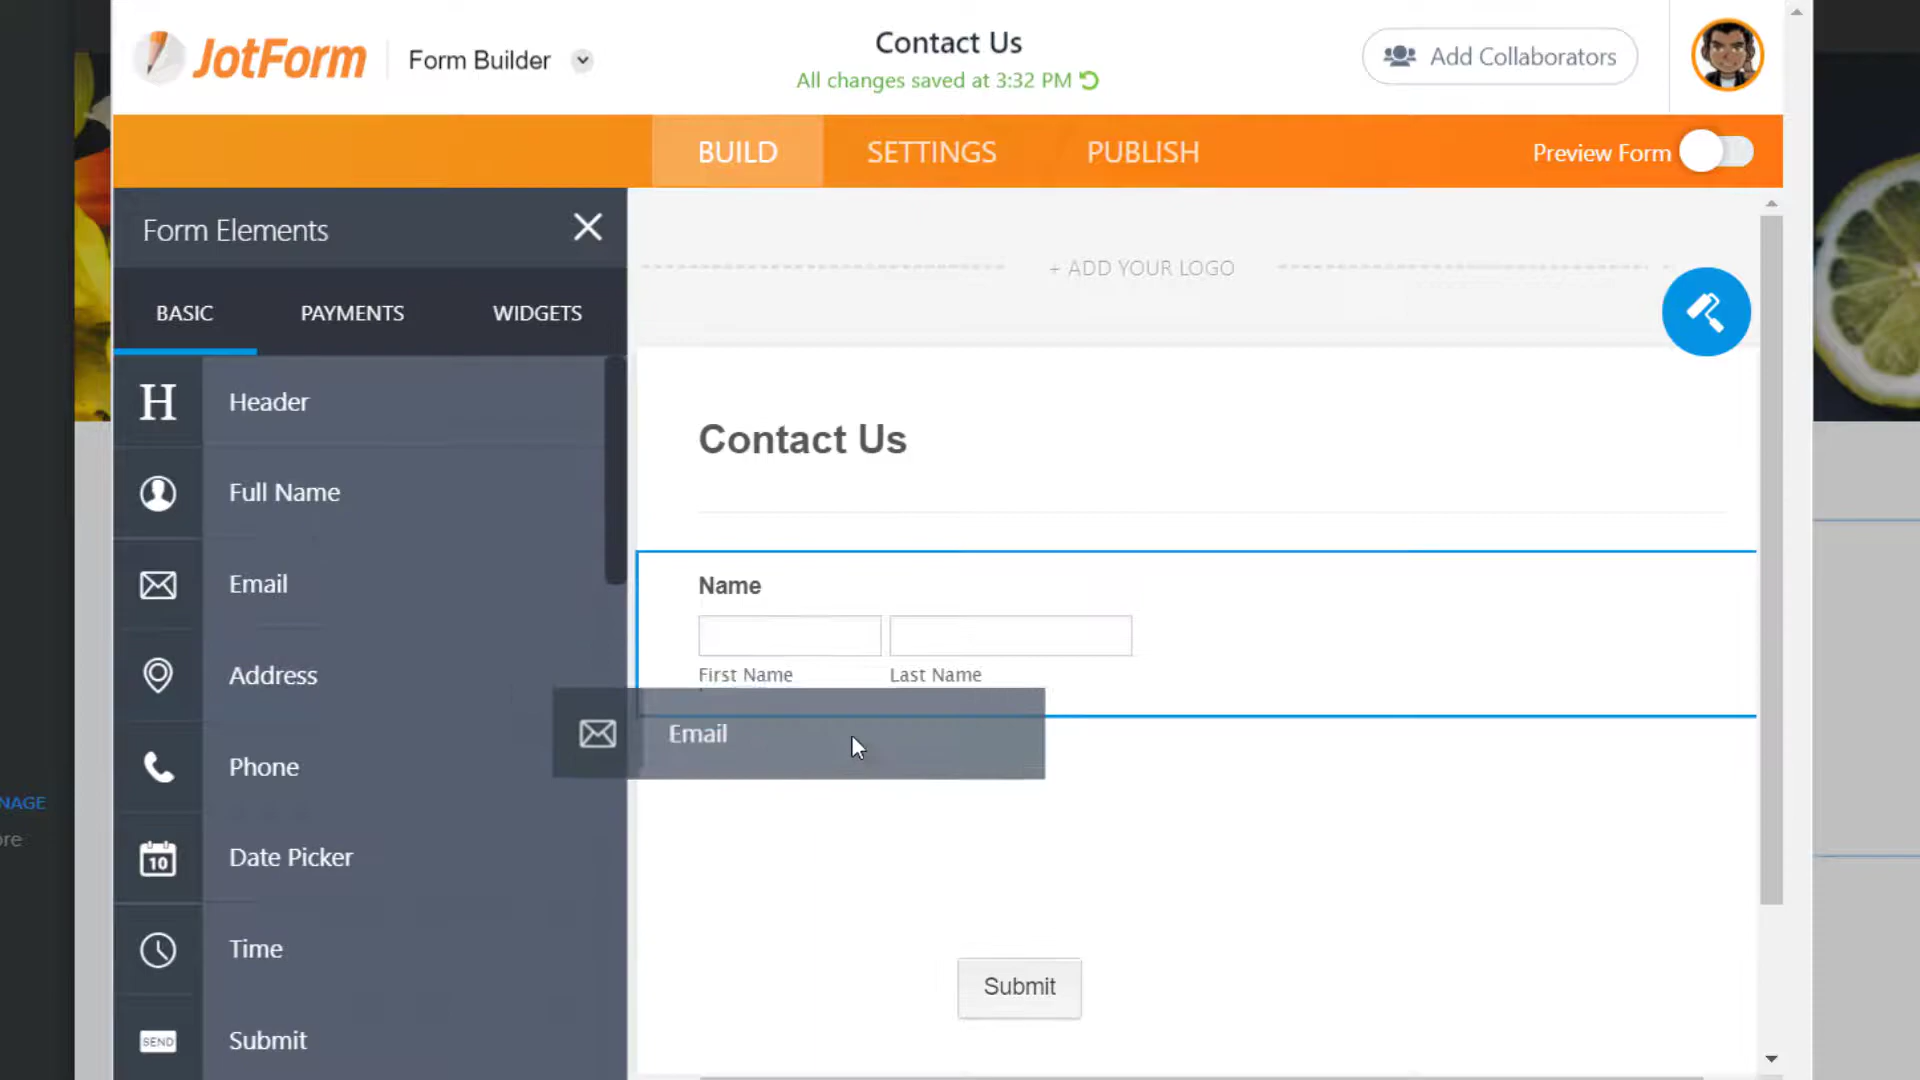 JotForm
Form Builder
Contact Us
All changes saved at 3:32 PM
Add Collaborators
BUILD
SETTINGS
PUBLISH
Preview Form
Form Elements
+ ADD YOUR LOGO
BASIC
PAYMENTS
WIDGETS
H
Header
Contact Us
Full Name
Email
Name
Address
First Name
Last Name
Email
Phone
NAGE
ore
10
Date Picker
Time
Submit
SEND
Submit